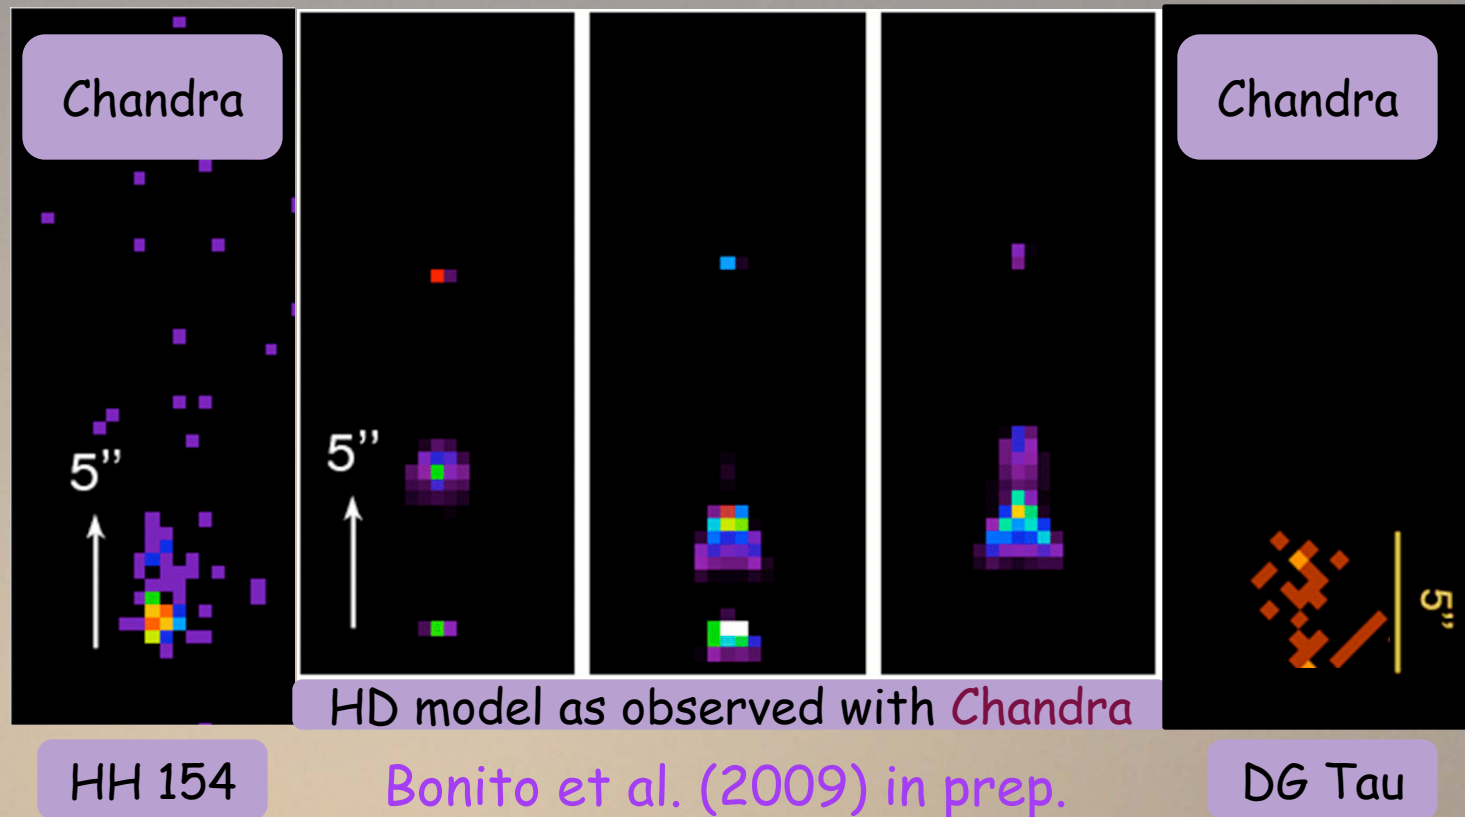 Chandra
Chandra
5’’
5’’
5’’
HD model as observed with Chandra
HH 154
Bonito et al. (2009) in prep.
DG Tau